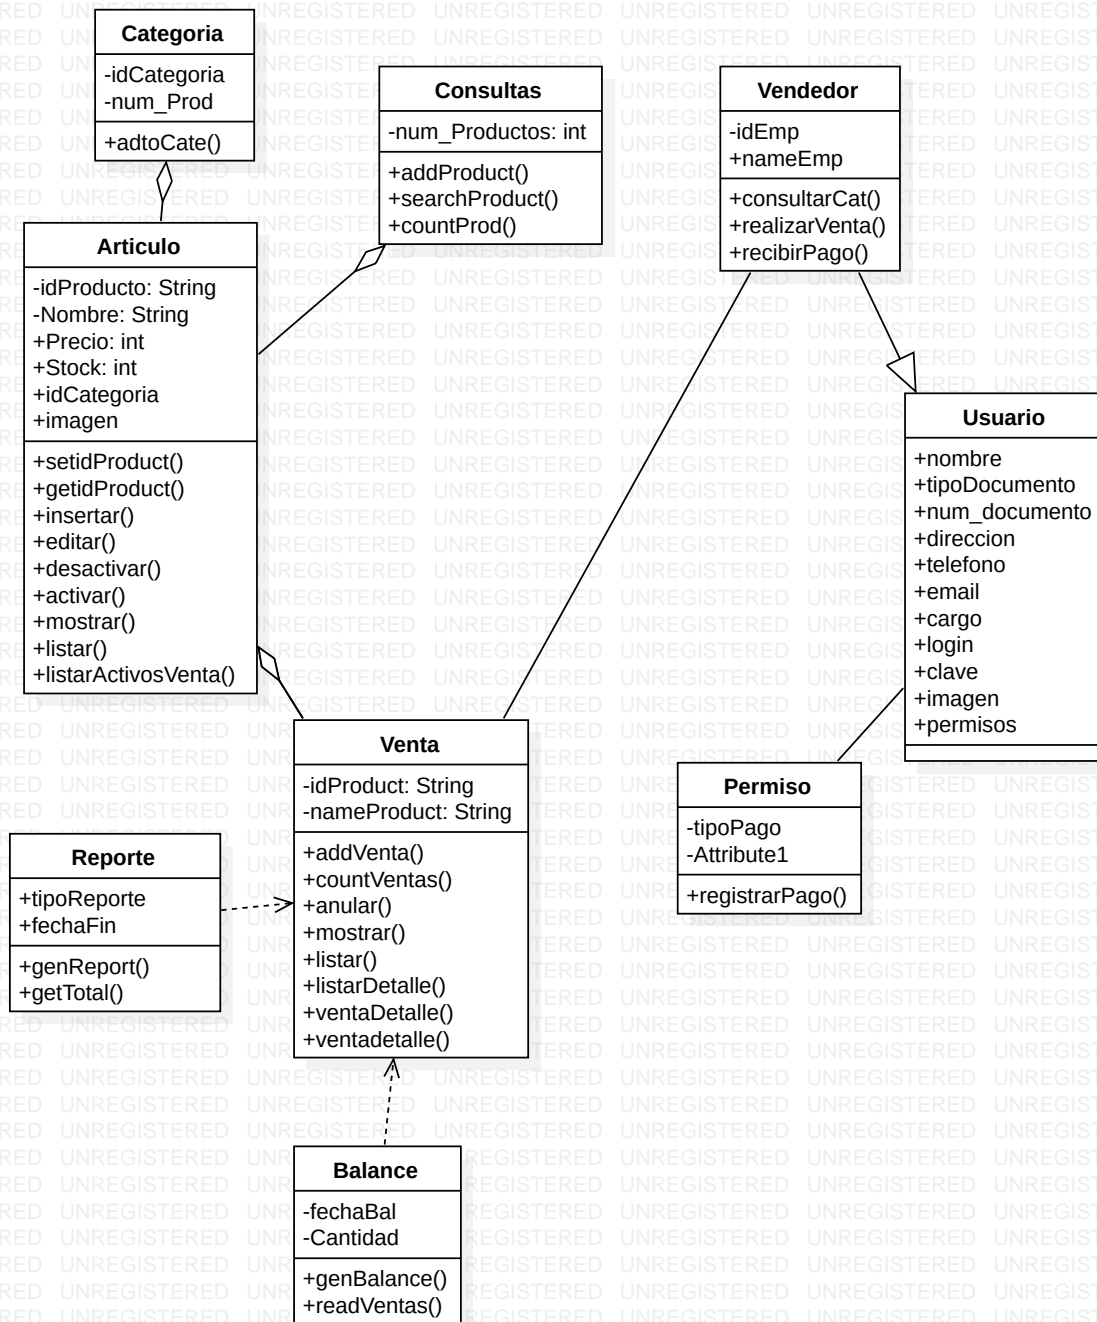 Categoria
-idCategoria
-num_Prod
+adtoCate()
Consultas
-num_Productos: int
+addProduct()
+searchProduct()
+countProd()
Vendedor
-idEmp
+nameEmp
+consultarCat()
+realizarVenta()
+recibirPago()
Articulo
-idProducto: String
-Nombre: String
+Precio: int
+Stock: int
+idCategoria
+imagen
+setidProduct()
+getidProduct()
+insertar()
+editar()
+desactivar()
+activar()
+mostrar()
+listar()
+listarActivosVenta()
Usuario
+nombre
+tipoDocumento
+num_documento
+direccion
+telefono
+email
+cargo
+login
+clave
+imagen
+permisos
Venta
-idProduct: String
-nameProduct: String
+addVenta()
+countVentas()
+anular()
+mostrar()
+listar()
+listarDetalle()
+ventaDetalle()
+ventadetalle()
Permiso
-tipoPago
-Attribute1
+registrarPago()
Reporte
+tipoReporte
+fechaFin
+genReport()
+getTotal()
Balance
-fechaBal
-Cantidad
+genBalance()
+readVentas()
UNREGISTERED